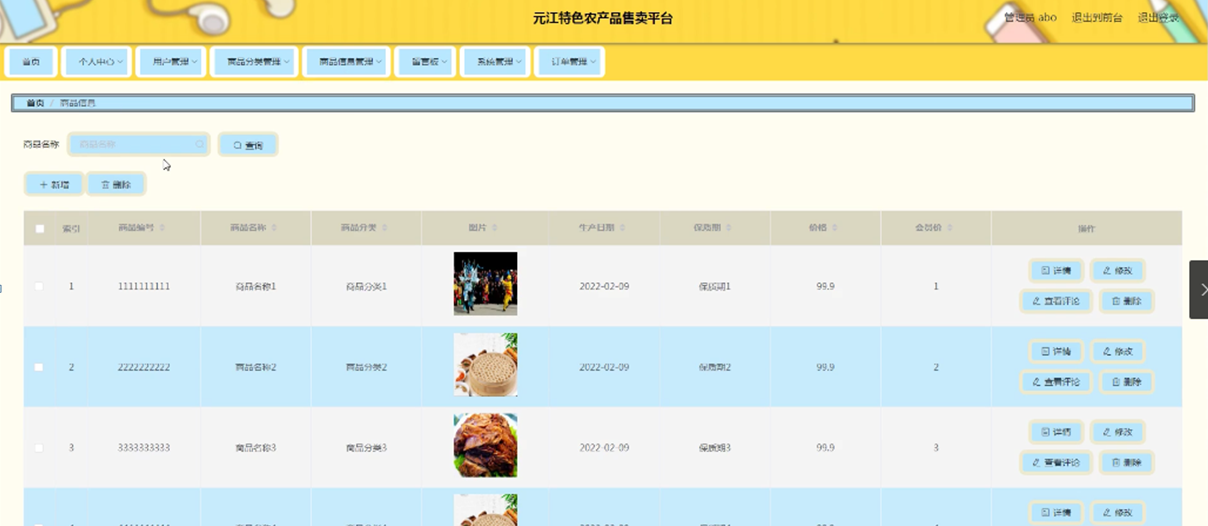 元江特色农产品售卖平台
管理员 abo 退出到前台 退出登录
首页 个人中心 用户管理 商品分类管理 商品信息管理 留言板 系统管理 订单管理
首页 / 商品信息
商品名称 商品名称 查询
新增 删除
索引 商品编号 商品名称 商品分类 图片 生产日期 保质期 价格 会员价 操作
1 1111111111 商品名称1 商品分类1 2022-02-09 保质期1 99.9 1 详情 修改
查看评论 删除
2 2222222222 商品名称2 商品分类2 2022-02-09 保质期2 99.9 2 详情 修改
查看评论 删除
3 3333333333 商品名称3 商品分类3 2022-02-09 保质期3 99.9 3 详情 修改
查看评论 删除
详情 修改